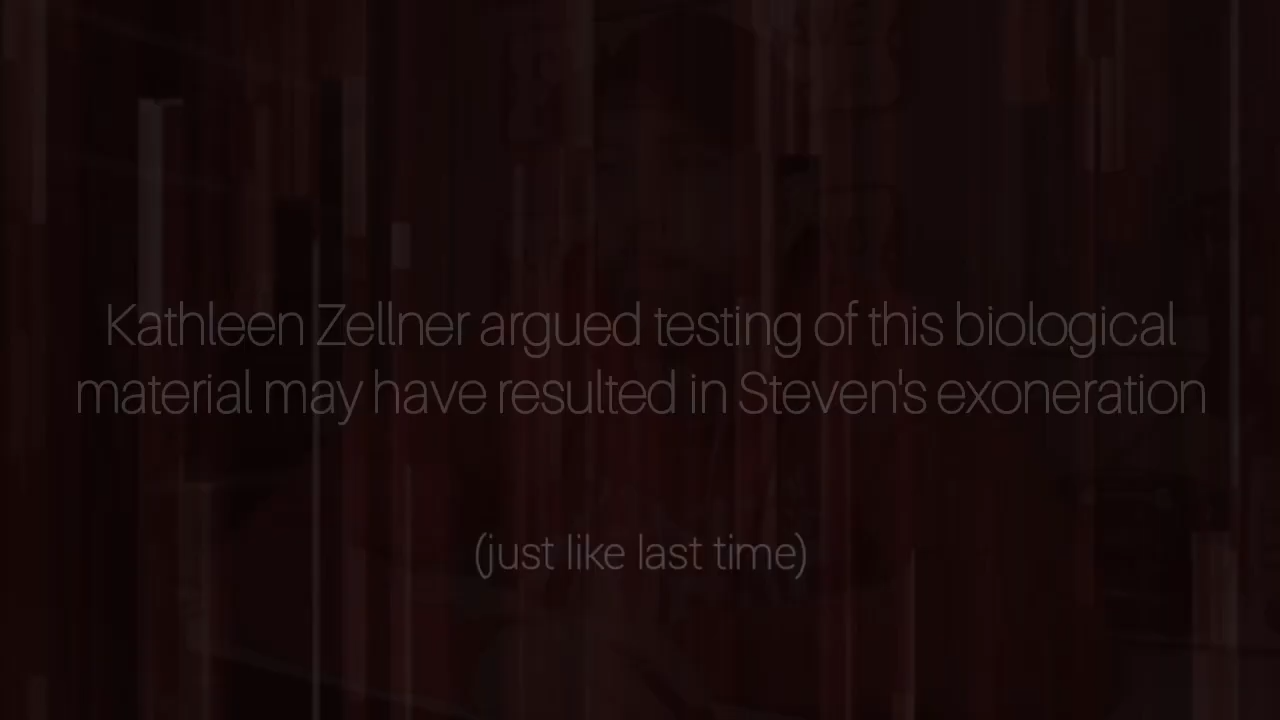 Kathleen Zellner argued testing of this biological
material may have resulted in Steven's exoneration
(just like last time)